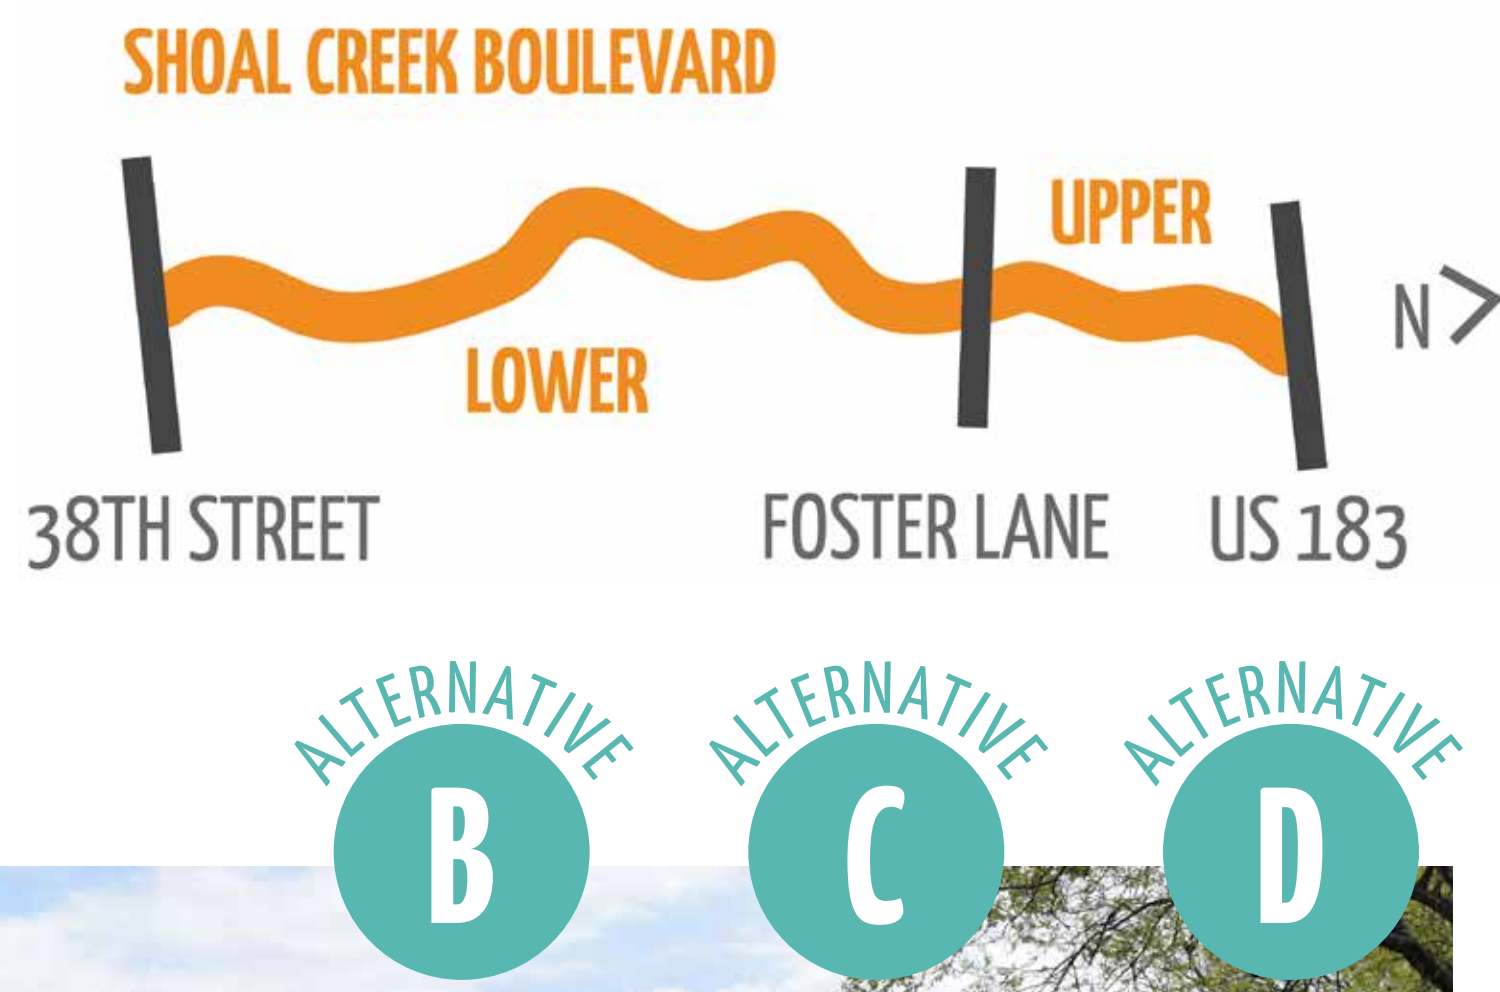 SHOAL CREEK BOULEVARD
UPPER
N
LOWER
38TH STREET
FOSTER LANE
US 183
ALTERNATIVE
B
ALTERNATIVE
C
ALTERNATIVE
D